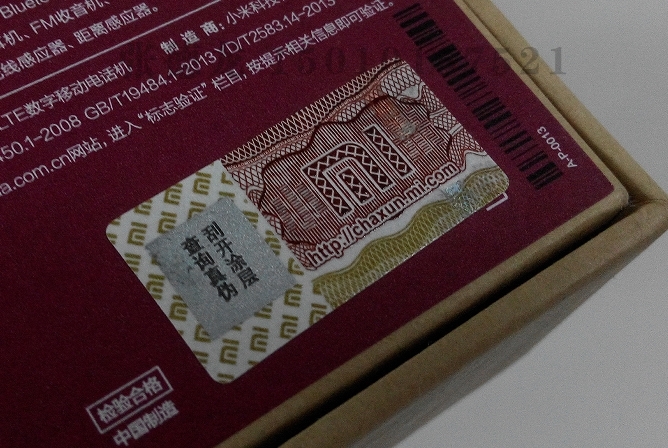 Bluetooth
耳机、FM收音机、
光线感应器、距离感应器。
制造商：小米科技
LTE数字移动电话机
50.1-2008 GB/T19484.1-2013 YD/T2583.14-2013
a.com.cn网站，进入“标志验证”栏目，按提示相关信息即可验证。
http://chaxun.mi.com
刮开涂层
查询真伪
A-P-0013
检验合格
中国制造